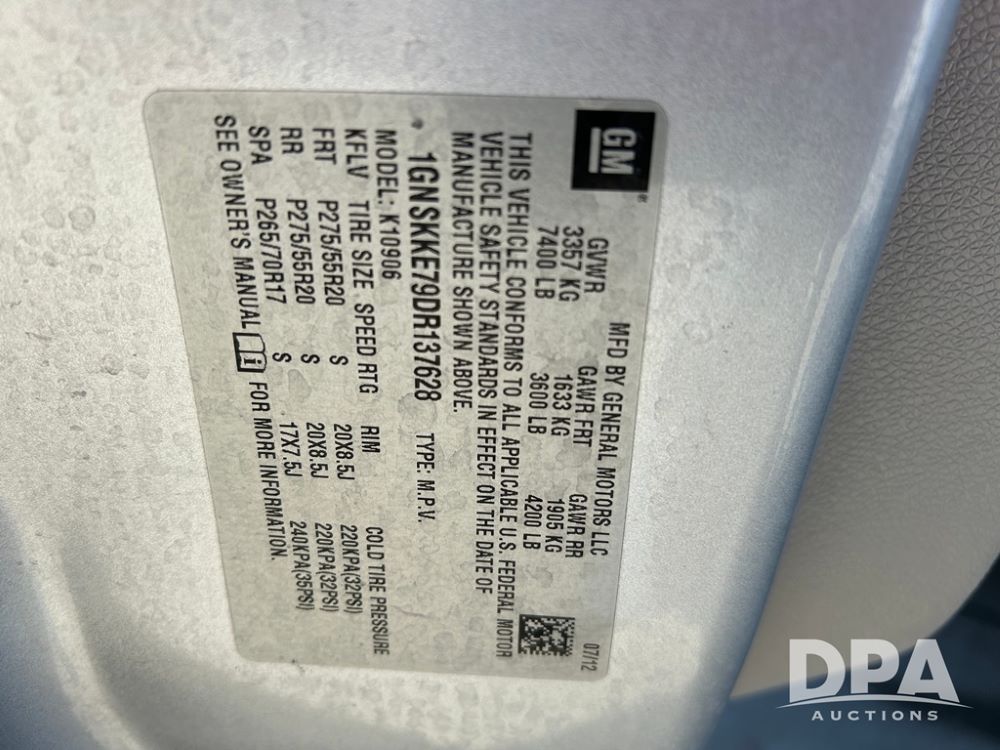 GM®
MFD BY GENERAL MOTORS LLC 07/12
GVWR GAWR FRT GAWR RR
3357 KG 1633 KG 1905 KG
7400 LB 3600 LB 4200 LB
THIS VEHICLE CONFORMS TO ALL APPLICABLE U.S. FEDERAL MOTOR
VEHICLE SAFETY STANDARDS IN EFFECT ON THE DATE OF
MANUFACTURE SHOWN ABOVE.
* 1GNSKKE79DR137628 TYPE: M.P.V.
MODEL: K10906
KFLV TIRE SIZE SPEED RTG RIM COLD TIRE PRESSURE
FRT P275/55R20 S 20X8.5J 220KPA(32PSI)
RR P275/55R20 S 20X8.5J 220KPA(32PSI)
SPA P265/70R17 S 17X7.5J 240KPA(35PSI)
SEE OWNER'S MANUAL FOR MORE INFORMATION.
DPA
AUCTIONS